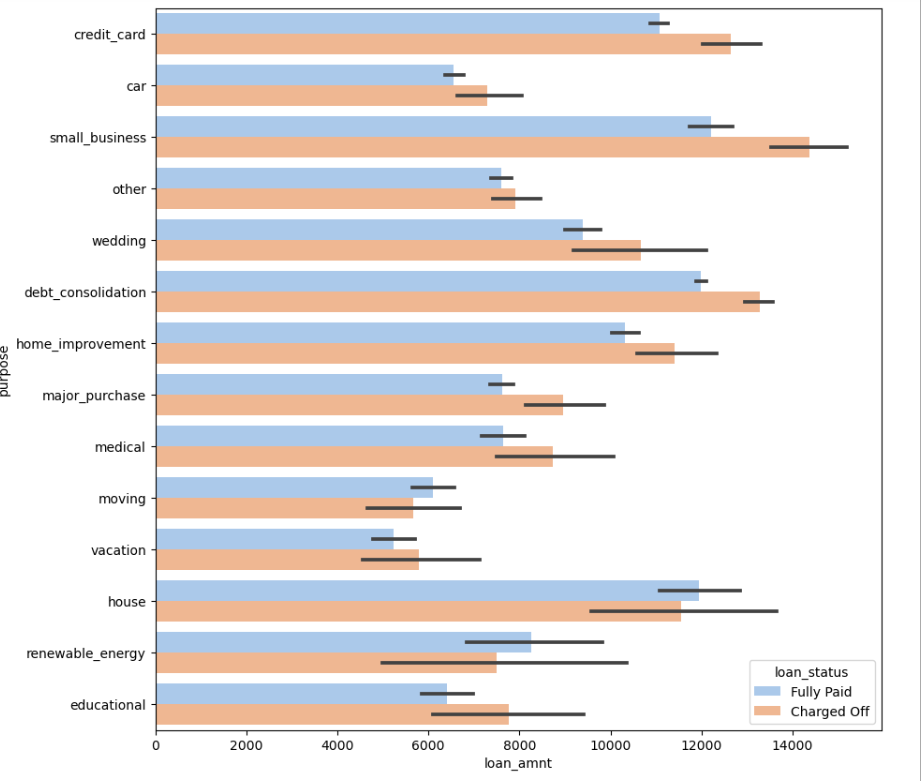 credit_card
car
small_business
other
wedding
debt_consolidation
home_improvement
major_purchase
medical
moving
vacation
house
renewable_energy
educational
purpose
0 2000 4000 6000 8000 10000 12000 14000
loan_amnt
loan_status
Fully Paid
Charged Off